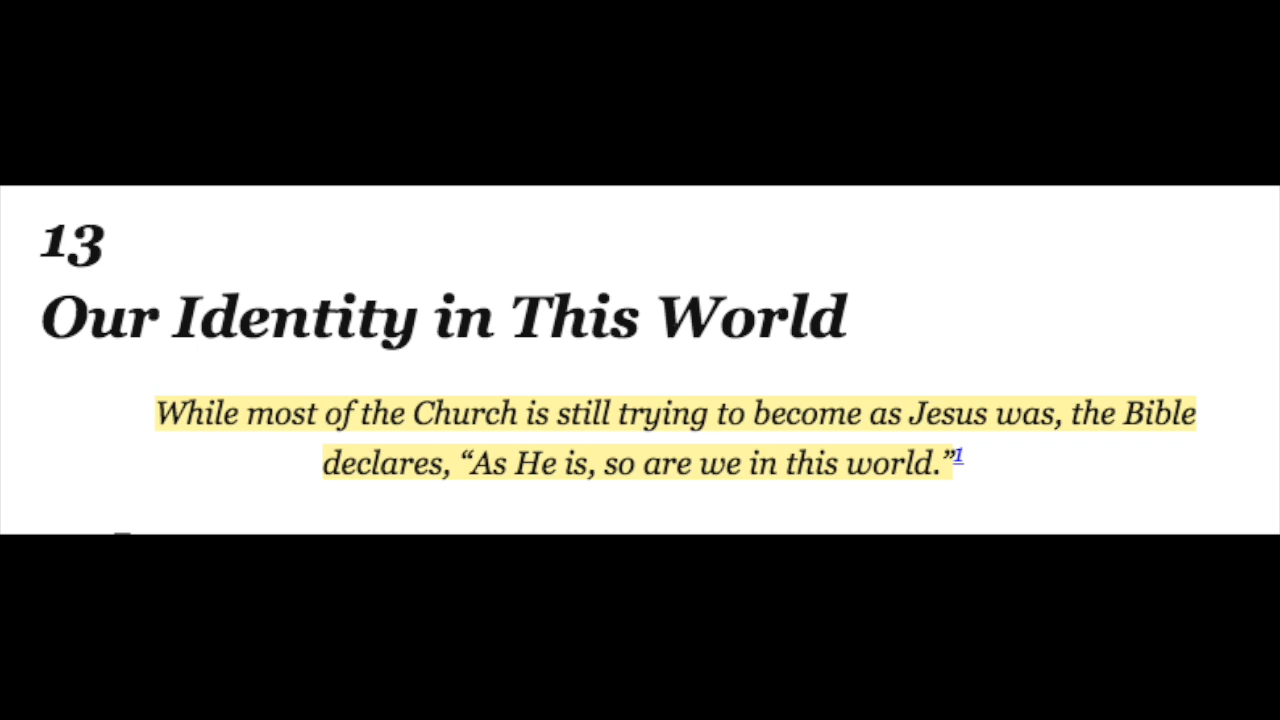 13
Our Identity in This World
While most of the Church is still trying to become as Jesus was, the Bible
declares, “As He is, so are we in this world.”1